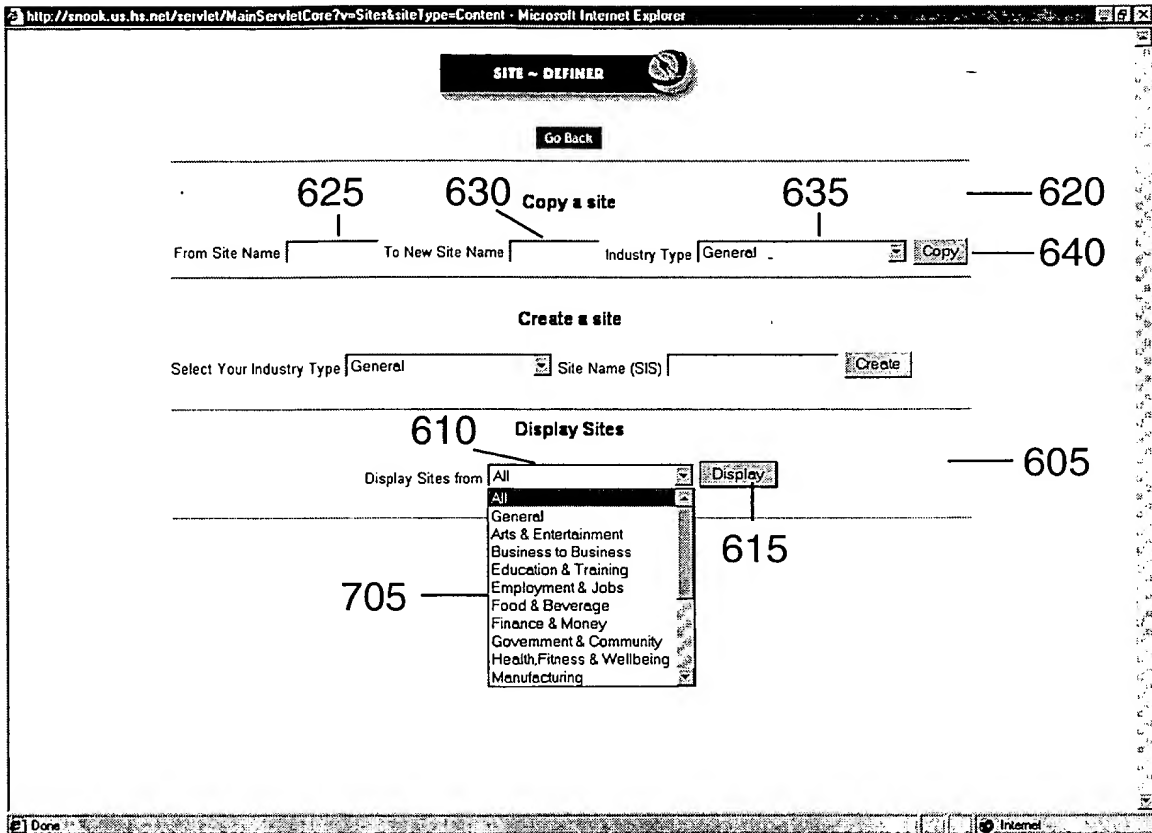 http://snook.us.hs.net/servlet/MainServletCore?v=Sites&siteType=Content - Microsoft Internet Explorer
SITE ~ DEFINER
Go Back
625 630 Copy a site 635 620
From Site Name To New Site Name Industry Type General Copy 640
Create a site
Select Your Industry Type General Site Name (SIS) Create
610 Display Sites
605
Display Sites from All Display
All
General
Arts & Entertainment
Business to Business
615
Education & Training
Employment & Jobs
705
Food & Beverage
Finance & Money
Government & Community
Health,Fitness & Wellbeing
Manufacturing
Done Internet